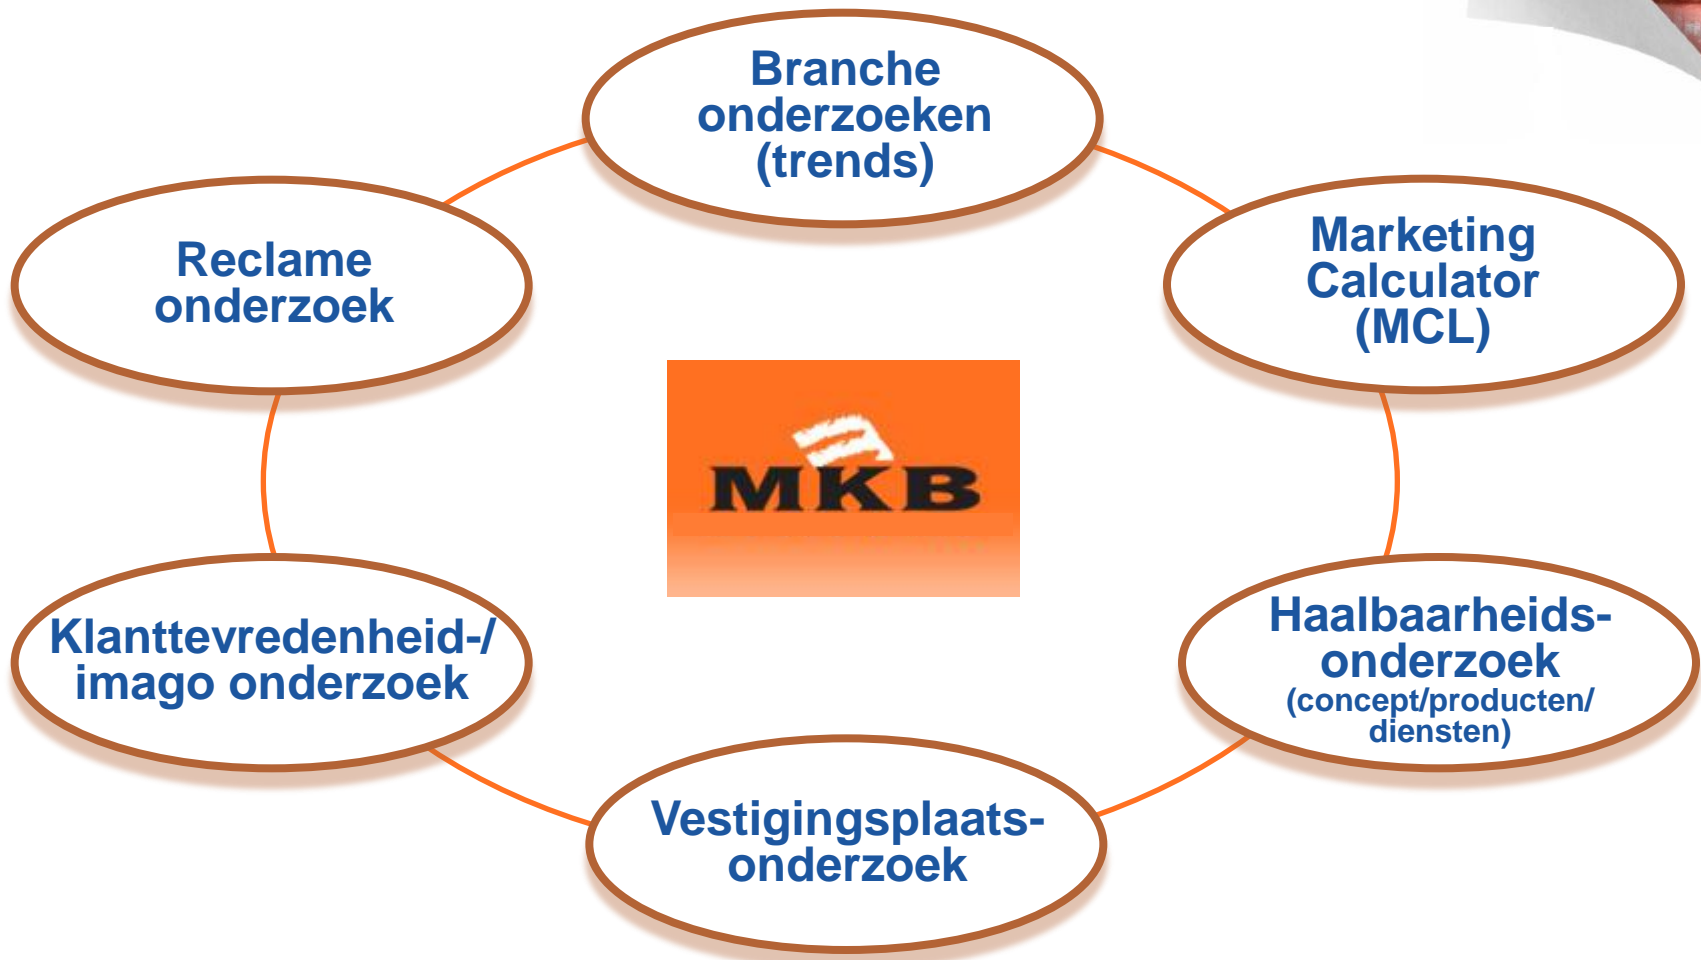 Branche
onderzoeken
(trends)
Marketing
Calculator
(MCL)
Haalbaarheids-
onderzoek
(concept/producten/
diensten)
Vestigingsplaats-
onderzoek
Klanttevredenheid-/
imago onderzoek
Reclame
onderzoek
MKB